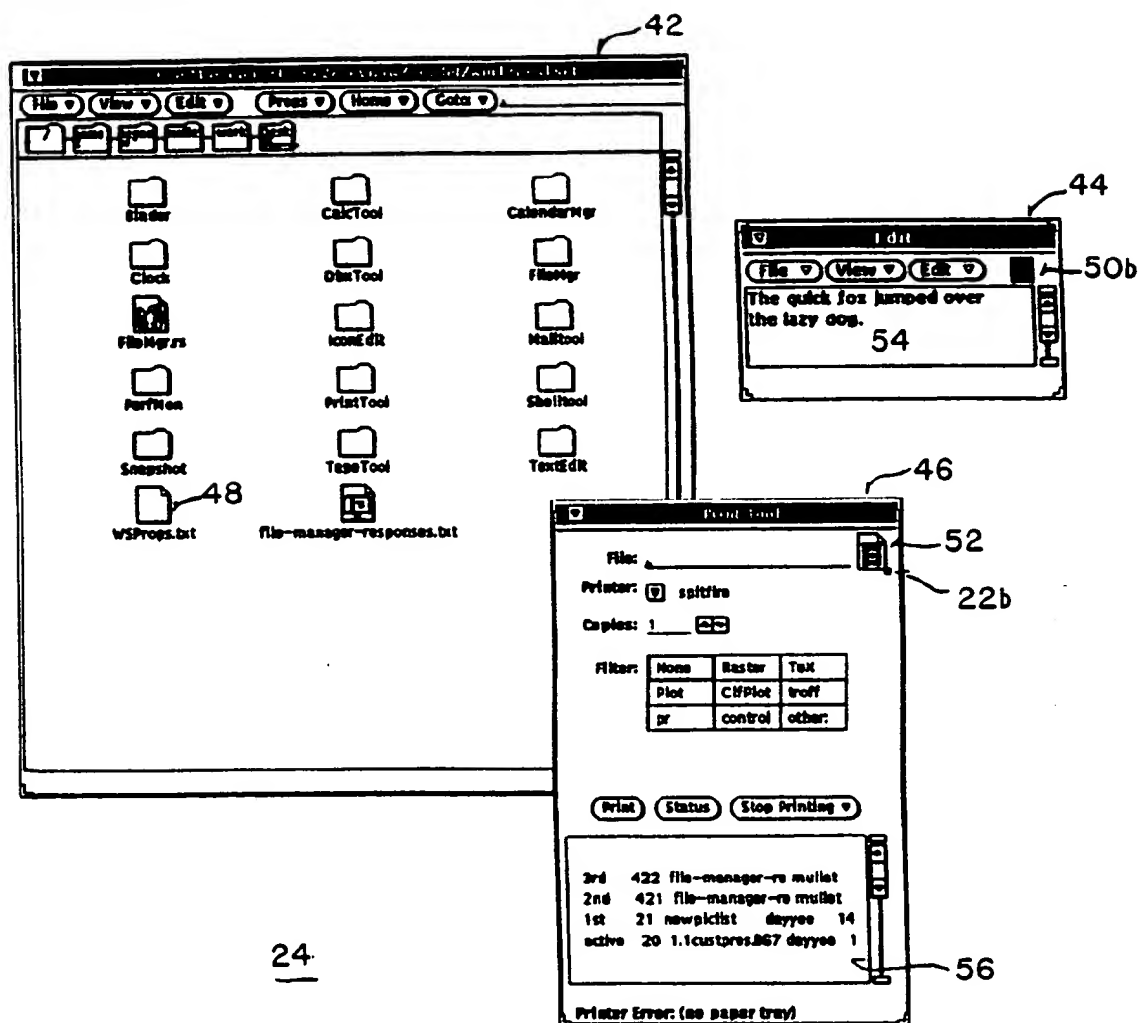 42
File View Edit Props Home Goto
/
Binder CalcTool CalendarMgr
Clock DbxTool FileMgr
FileMgr.rs IconEdit Mailtool
PerfMon PrintTool Shelltool
Snapshot TapeTool TextEdit
48
WSProps.txt file-manager-responses.txt
44
Edit
File View Edit
50b
The quick fox jumped over
the lazy dog.
54
46
Print Tool
File:
52
22b
Printer: spitfire
Copies: 1
Filter: None Raster TeX
Plot CifPlot troff
pr control other:
Print Status Stop Printing
3rd 422 file-manager-re mullet
2nd 421 file-manager-re mullet
1st 21 newpiclist dayyee 14
active 20 1.1custpres.867 dayyee 1
56
Printer Error: (no paper tray)
24